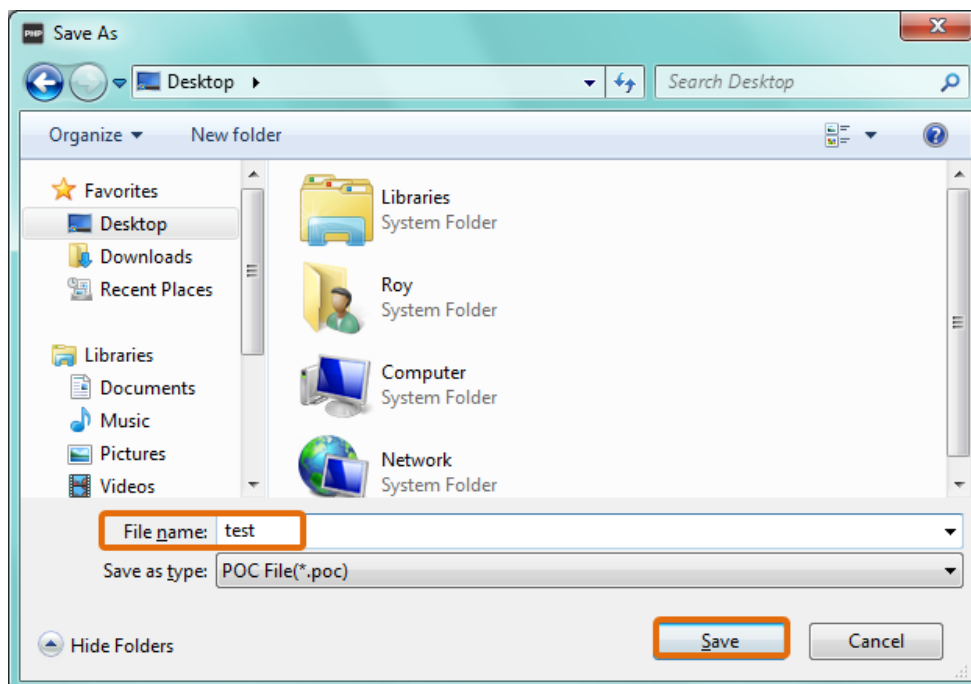 PHP Save As
Desktop
Search Desktop
Organize New folder
Favorites
Desktop
Downloads
Recent Places
Libraries
Documents
Music
Pictures
Videos
Libraries
System Folder
Roy
System Folder
Computer
System Folder
Network
System Folder
File name: test
Save as type: POC File(*.poc)
Hide Folders
Save
Cancel